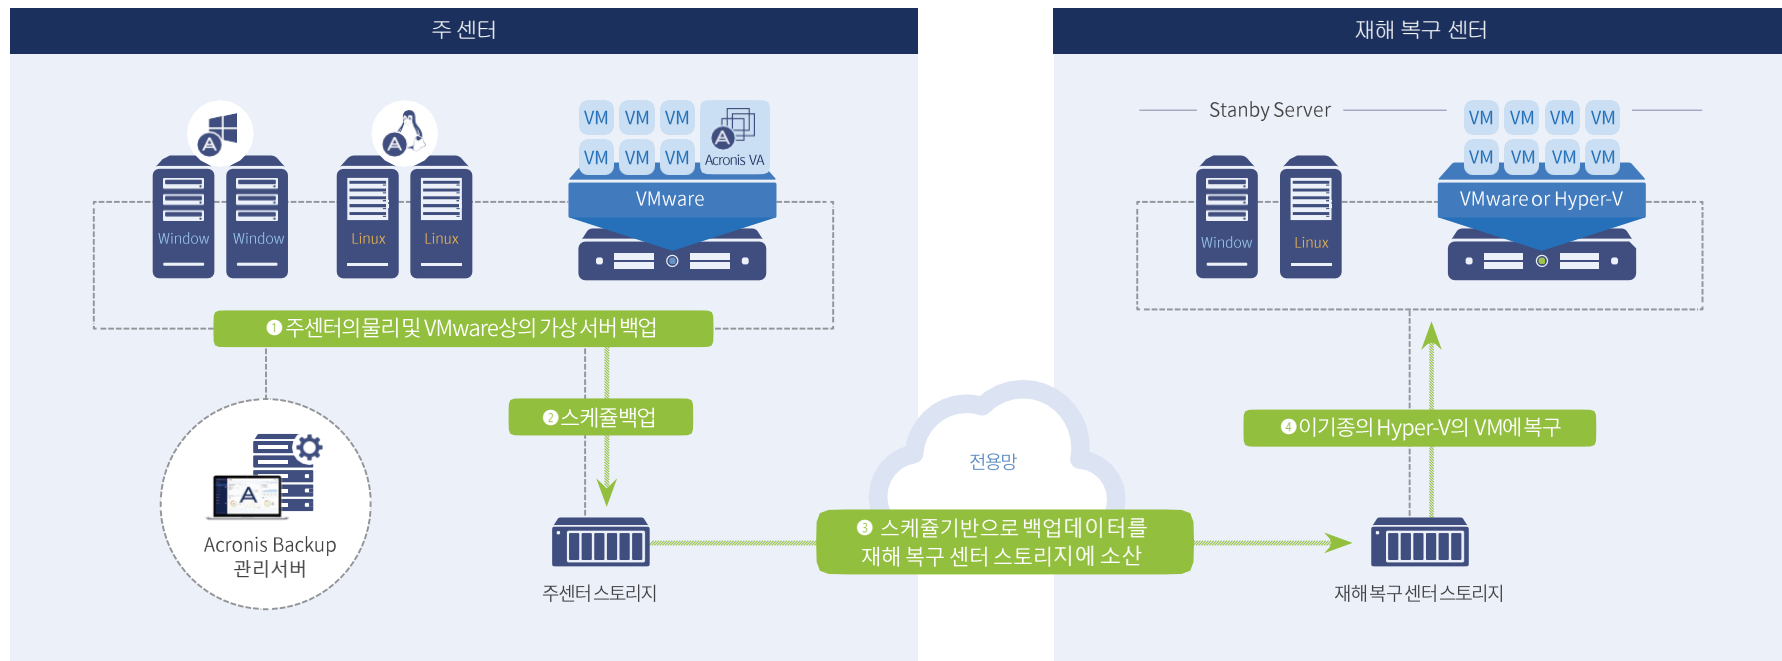 주 센터
VM VM VM
VM VM VM
Acronis VA
VMware
Window
Window
Linux
Linux
❶ 주센터의 물리 및 VMware상의 가상 서버 백업
❷ 스케쥴백업
Acronis Backup
관리서버
주센터 스토리지
전용망
❸ 스케쥴기반으로 백업데이터를
재해 복구 센터 스토리지에 소산
재해 복구 센터
Stanby Server
VM VM VM VM
VM VM VM VM
VMware or Hyper-V
Window
Linux
❹ 이기종의 Hyper-V의 VM에 복구
재해 복구 센터 스토리지